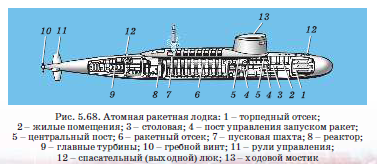 13
10 11
12
12
9
8 7
6
5 4 3 2 1
Рис. 5.68. Атомная ракетная лодка: 1 – торпедный отсек;
2 – жилые помещения; 3 – столовая; 4 – пост управления запуском ракет;
5 – центральный пост; 6 – ракетный отсек; 7 – пусковая шахта; 8 – реактор;
9 – главные турбины; 10 – гребной винт; 11 – рули управления;
12 – спасательный (выходной) люк; 13 – ходовой мостик